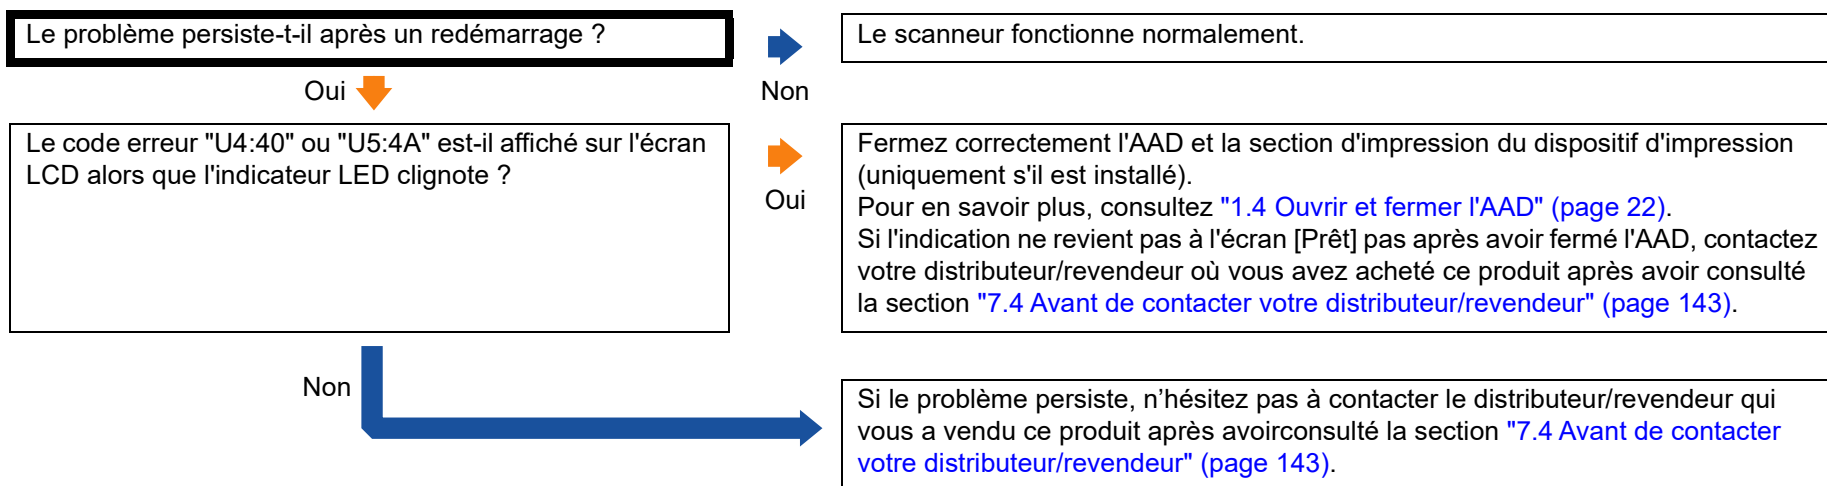 Le problème persiste-t-il après un redémarrage ?
Le scanneur fonctionne normalement.
Oui
Non
Le code erreur "U4:40" ou "U5:4A" est-il affiché sur l'écran
LCD alors que l'indicateur LED clignote ?
Oui
Fermez correctement l'AAD et la section d'impression du dispositif d'impression
(uniquement s'il est installé).
Pour en savoir plus, consultez "1.4 Ouvrir et fermer l'AAD" (page 22).
Si l'indication ne revient pas à l'écran [Prêt] pas après avoir fermé l'AAD, contactez
votre distributeur/revendeur où vous avez acheté ce produit après avoir consulté
la section "7.4 Avant de contacter votre distributeur/revendeur" (page 143).
Non
Si le problème persiste, n’hésitez pas à contacter le distributeur/revendeur qui
vous a vendu ce produit après avoirconsulté la section "7.4 Avant de contacter
votre distributeur/revendeur" (page 143).